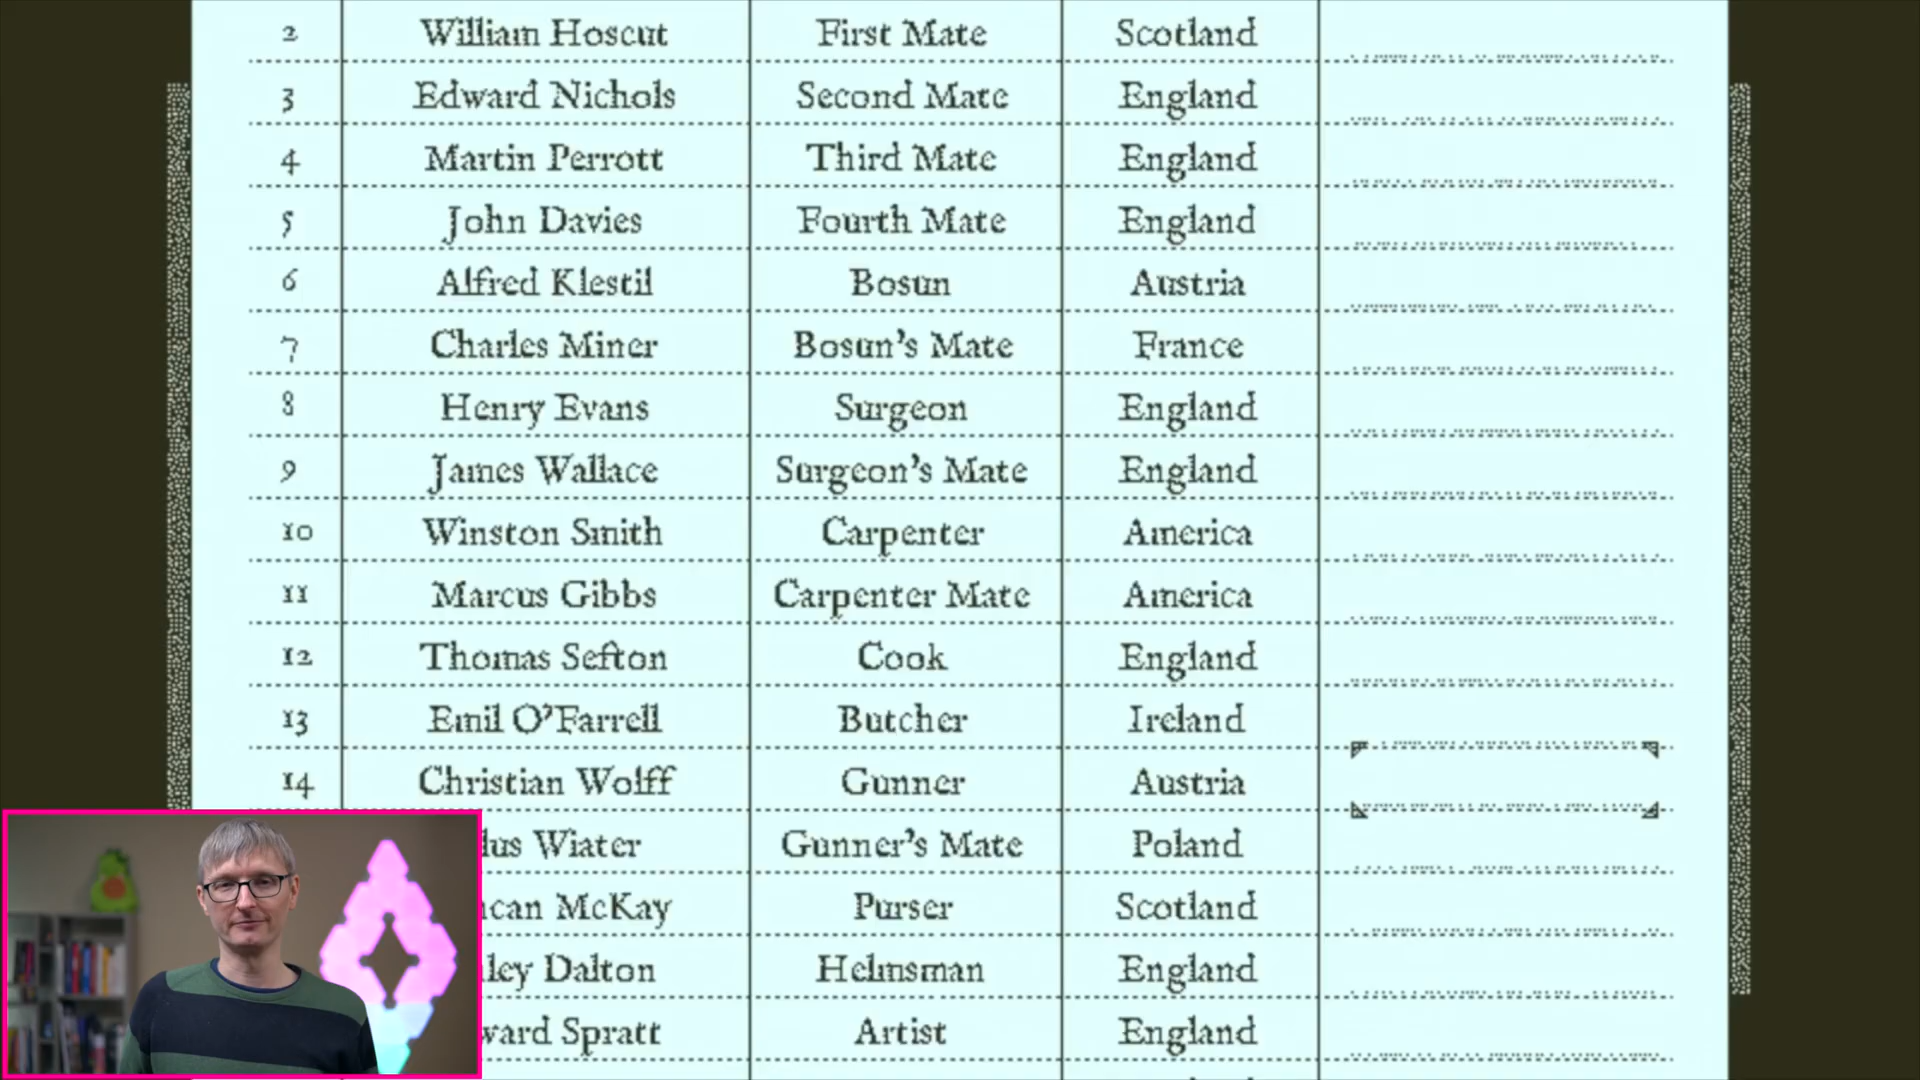 2 William Hoscut First Mate Scotland
3 Edward Nichols Second Mate England
4 Martin Perrott Third Mate England
5 John Davies Fourth Mate England
6 Alfred Klestil Bosun Austria
7 Charles Miner Bosun's Mate France
8 Henry Evans Surgeon England
9 James Wallace Surgeon's Mate England
10 Winston Smith Carpenter America
11 Marcus Gibbs Carpenter Mate America
12 Thomas Sefton Cook England
13 Emil O'Farrell Butcher Ireland
14 Christian Wolff Gunner Austria
Wiater Gunner's Mate Poland
McKay Purser Scotland
Dalton Helmsman England
Spratt Artist England